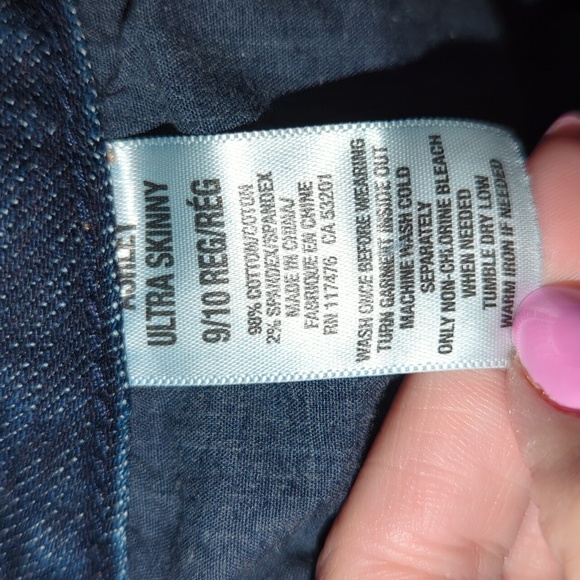 ASHLEY
ULTRA SKINNY
9/10 REG/RÉG
98% COTTON/COTON
2% SPANDEX/SPANDEX
MADE IN CHINA/
FABRIQUE EN CHINE
RN 117476 CA 53201
WASH ONCE BEFORE WEARING
TURN GARMENT INSIDE OUT
MACHINE WASH COLD
SEPARATELY
ONLY NON-CHLORINE BLEACH
WHEN NEEDED
TUMBLE DRY LOW
WARM IRON IF NEEDED